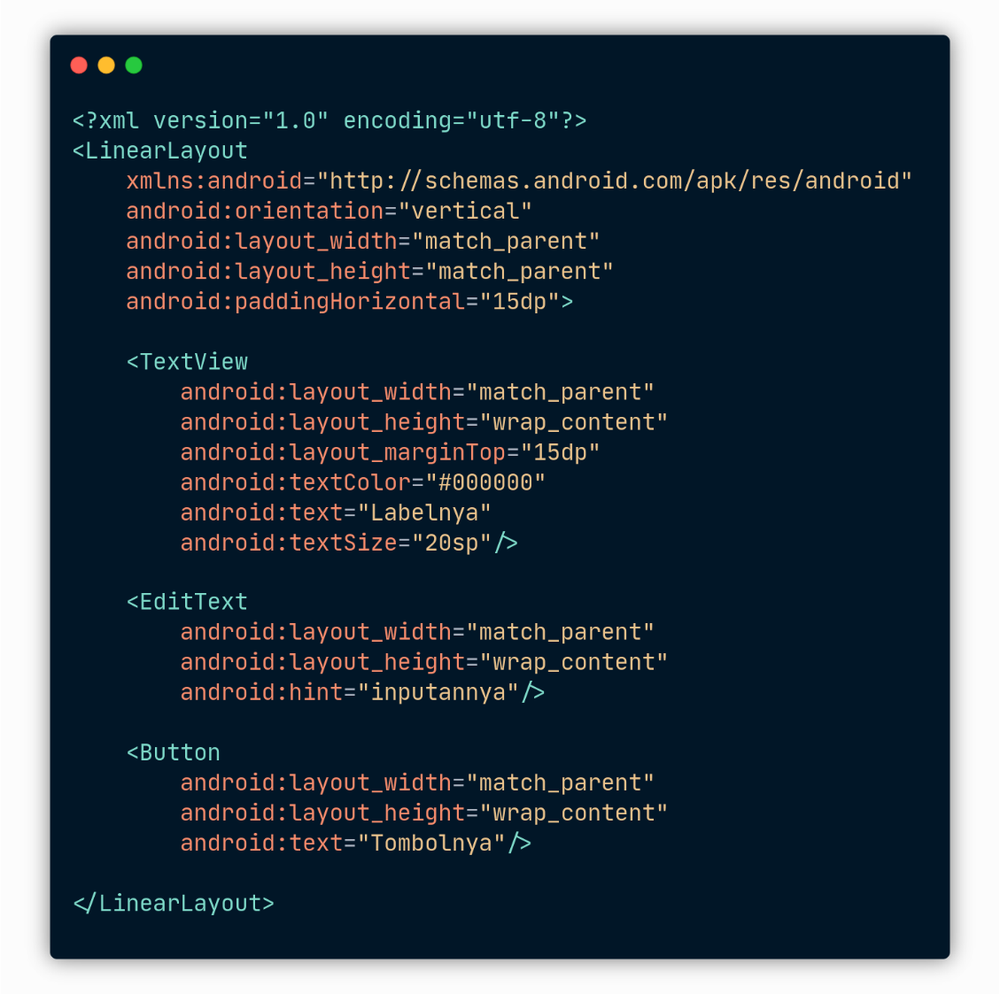 <?xml version="1.0" encoding="utf-8"?>
<LinearLayout
    xmlns:android="http://schemas.android.com/apk/res/android"
    android:orientation="vertical"
    android:layout_width="match_parent"
    android:layout_height="match_parent"
    android:paddingHorizontal="15dp">

    <TextView
        android:layout_width="match_parent"
        android:layout_height="wrap_content"
        android:layout_marginTop="15dp"
        android:textColor="#000000"
        android:text="Labelnya"
        android:textSize="20sp"/>

    <EditText
        android:layout_width="match_parent"
        android:layout_height="wrap_content"
        android:hint="inputannya"/>

    <Button
        android:layout_width="match_parent"
        android:layout_height="wrap_content"
        android:text="Tombolnya"/>

</LinearLayout>